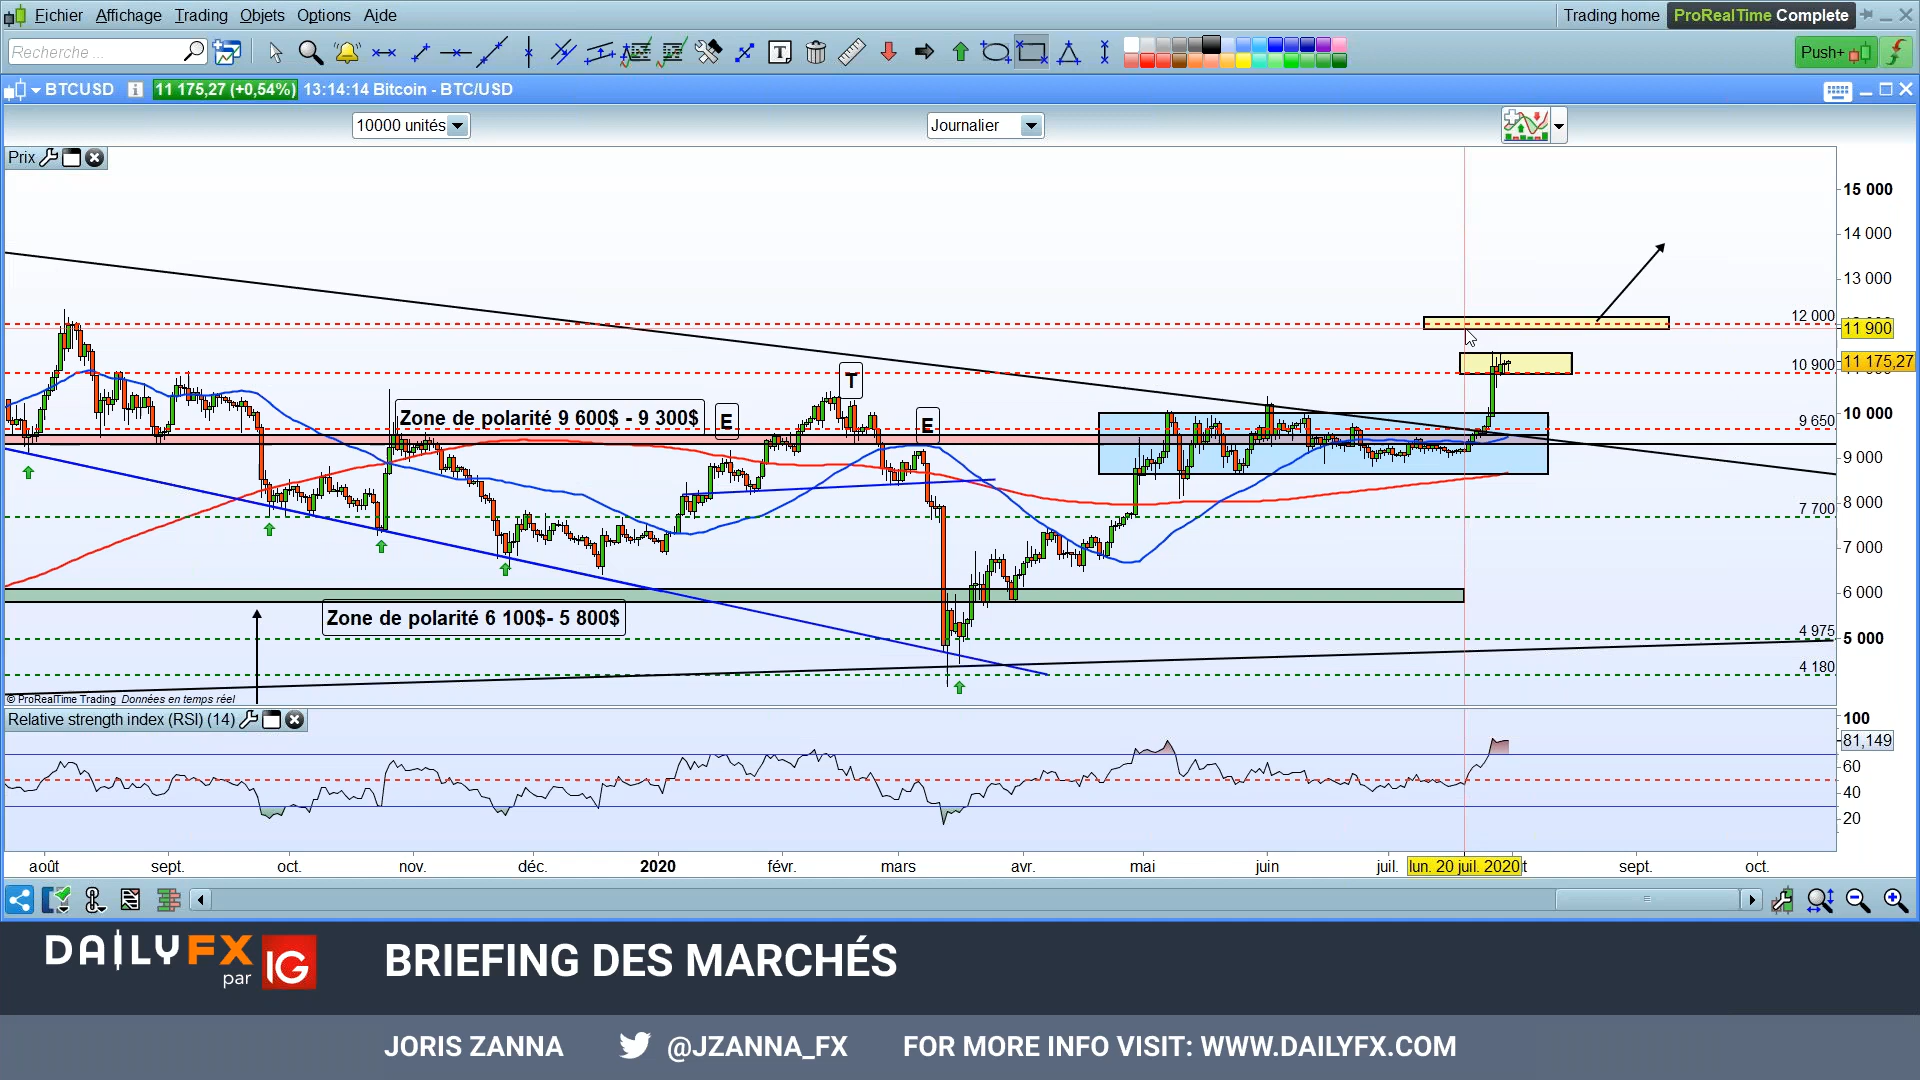 Fichier Affichage Trading Objets Options Aide
Trading home ProRealTime Complete
Recherche ...
T
Push+
BTCUSD i 11 175,27 (+0,54%) 13:14:14 Bitcoin - BTC/USD
10000 unités
Journalier
Prix
15 000
14 000
13 000
12 000
11 900
11 175,27
10 900
10 000
9 650
9 000
8 000
7 700
7 000
6 000
5 000
4 975
4 180
T
Zone de polarité 9 600$ - 9 300$
E
E
Zone de polarité 6 100$- 5 800$
© ProRealTime Trading Données en temps réel
Relative strength index (RSI) (14)
100
81,149
60
40
20
août sept. oct. nov. déc. 2020 févr. mars avr. mai juin juil. lun. 20 juil. 2020 t sept. oct.
DAILYFX
par IG
BRIEFING DES MARCHÉS
JORIS ZANNA @JZANNA_FX FOR MORE INFO VISIT: WWW.DAILYFX.COM